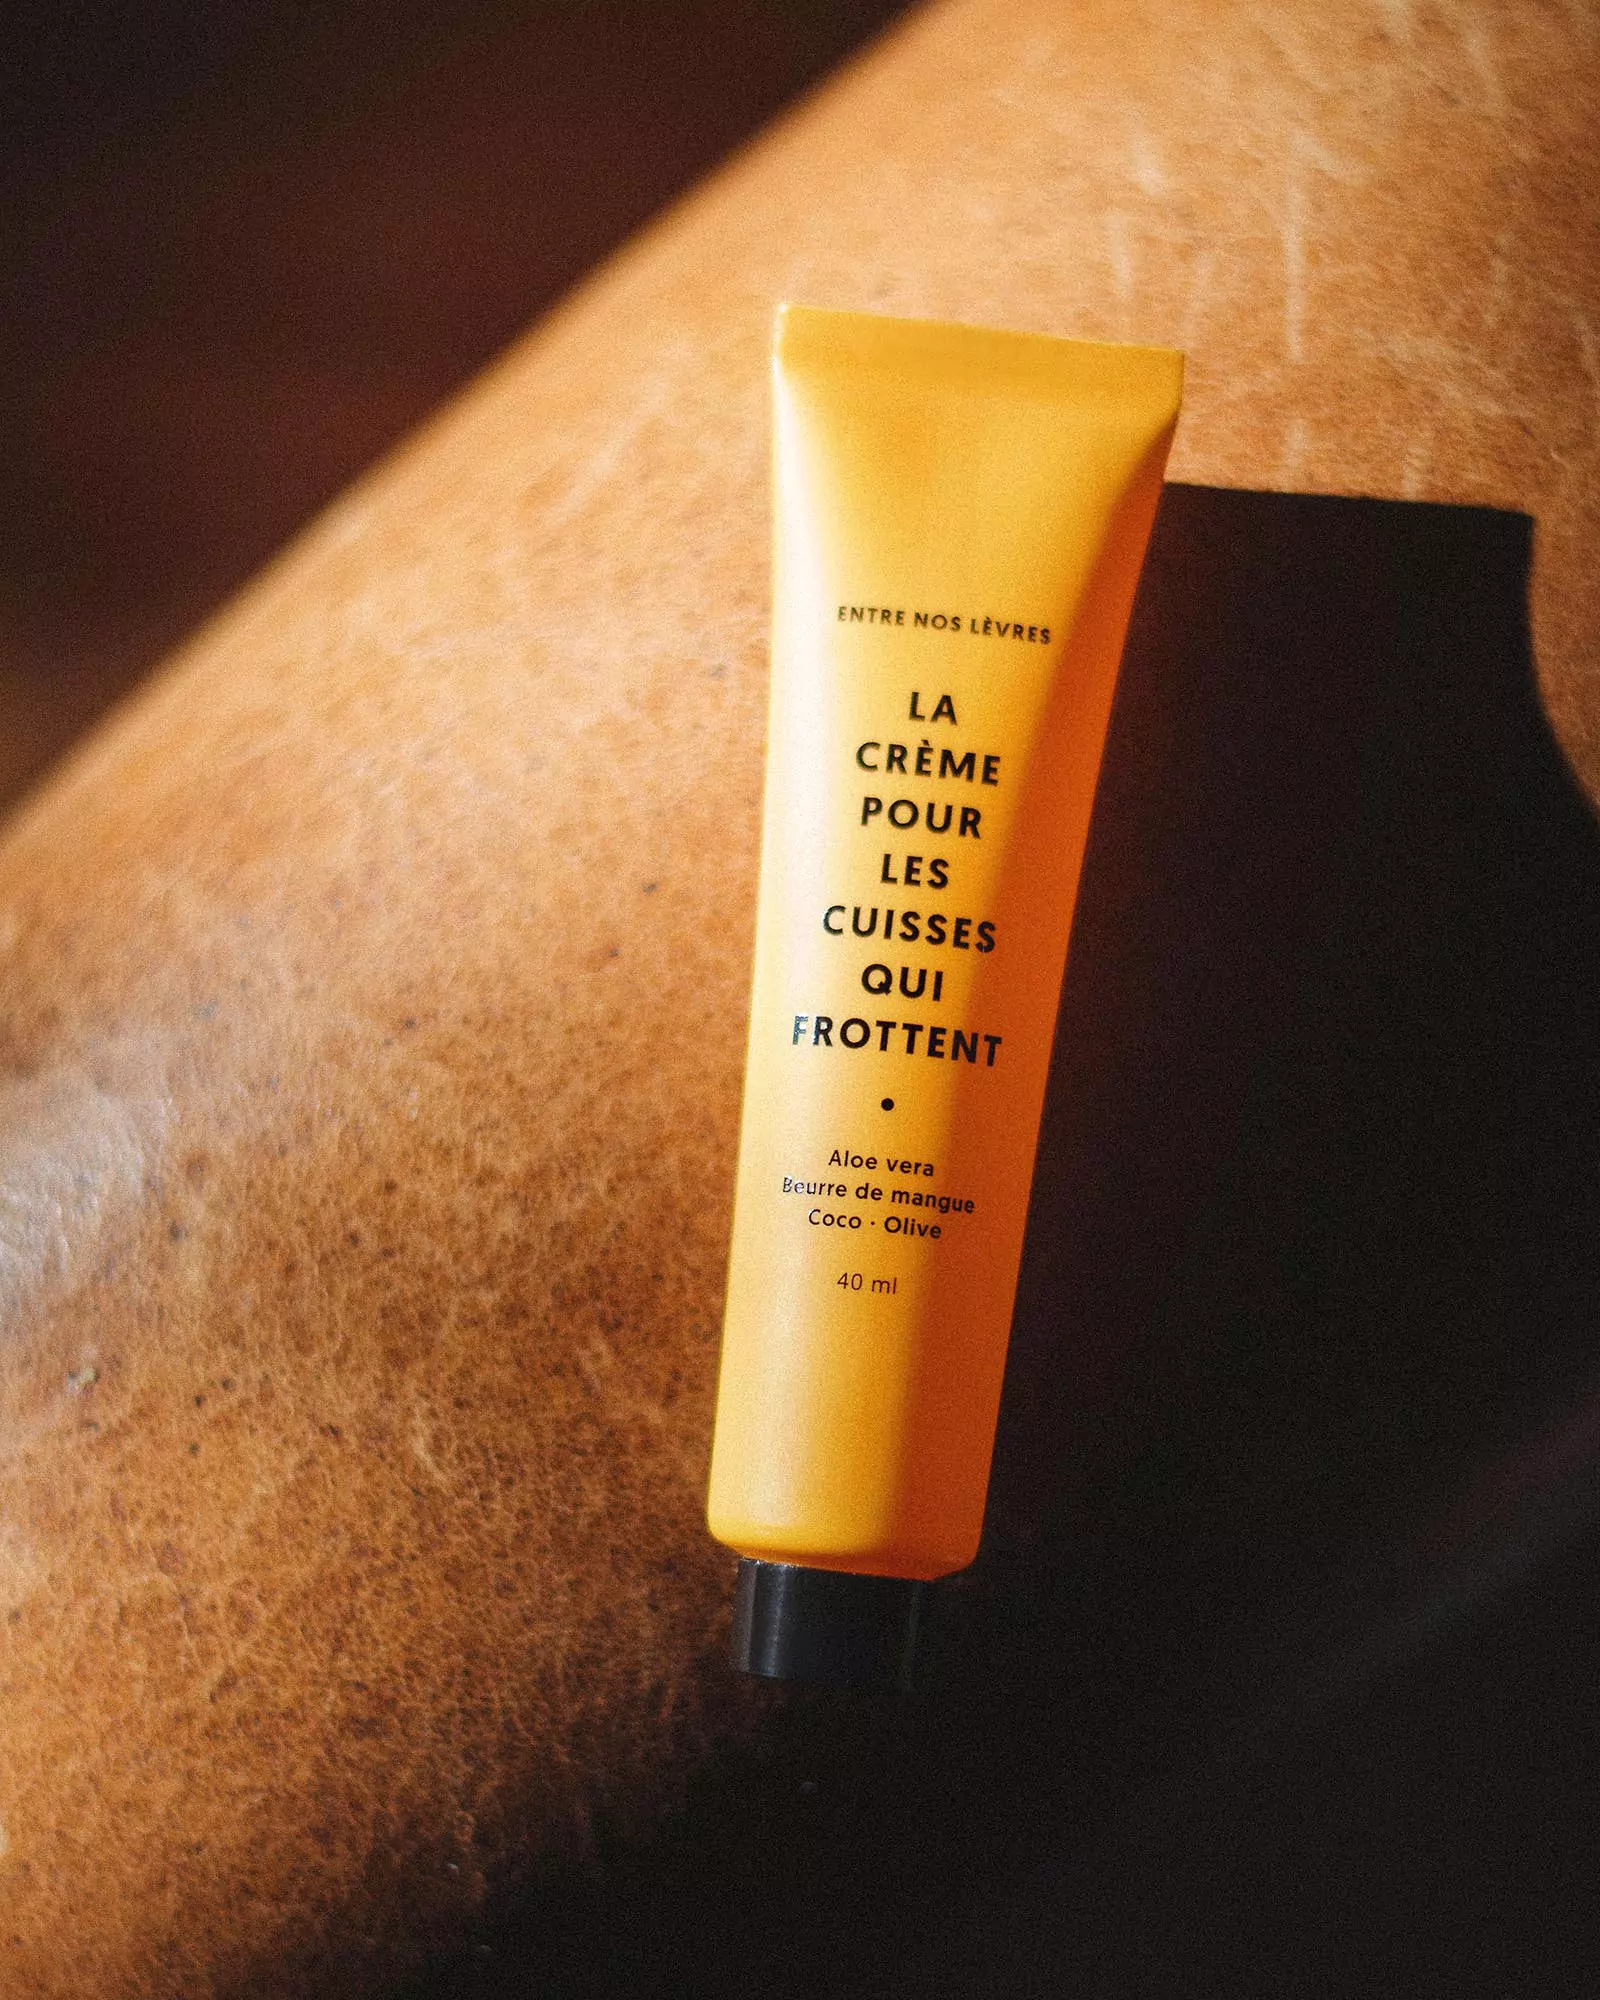 ENTRE NOS LÈVRES
LA
CRÈME
POUR
LES
CUISSES
QUI
FROTTENT
•
Aloe vera
Beurre de mangue
Coco · Olive
40 ml